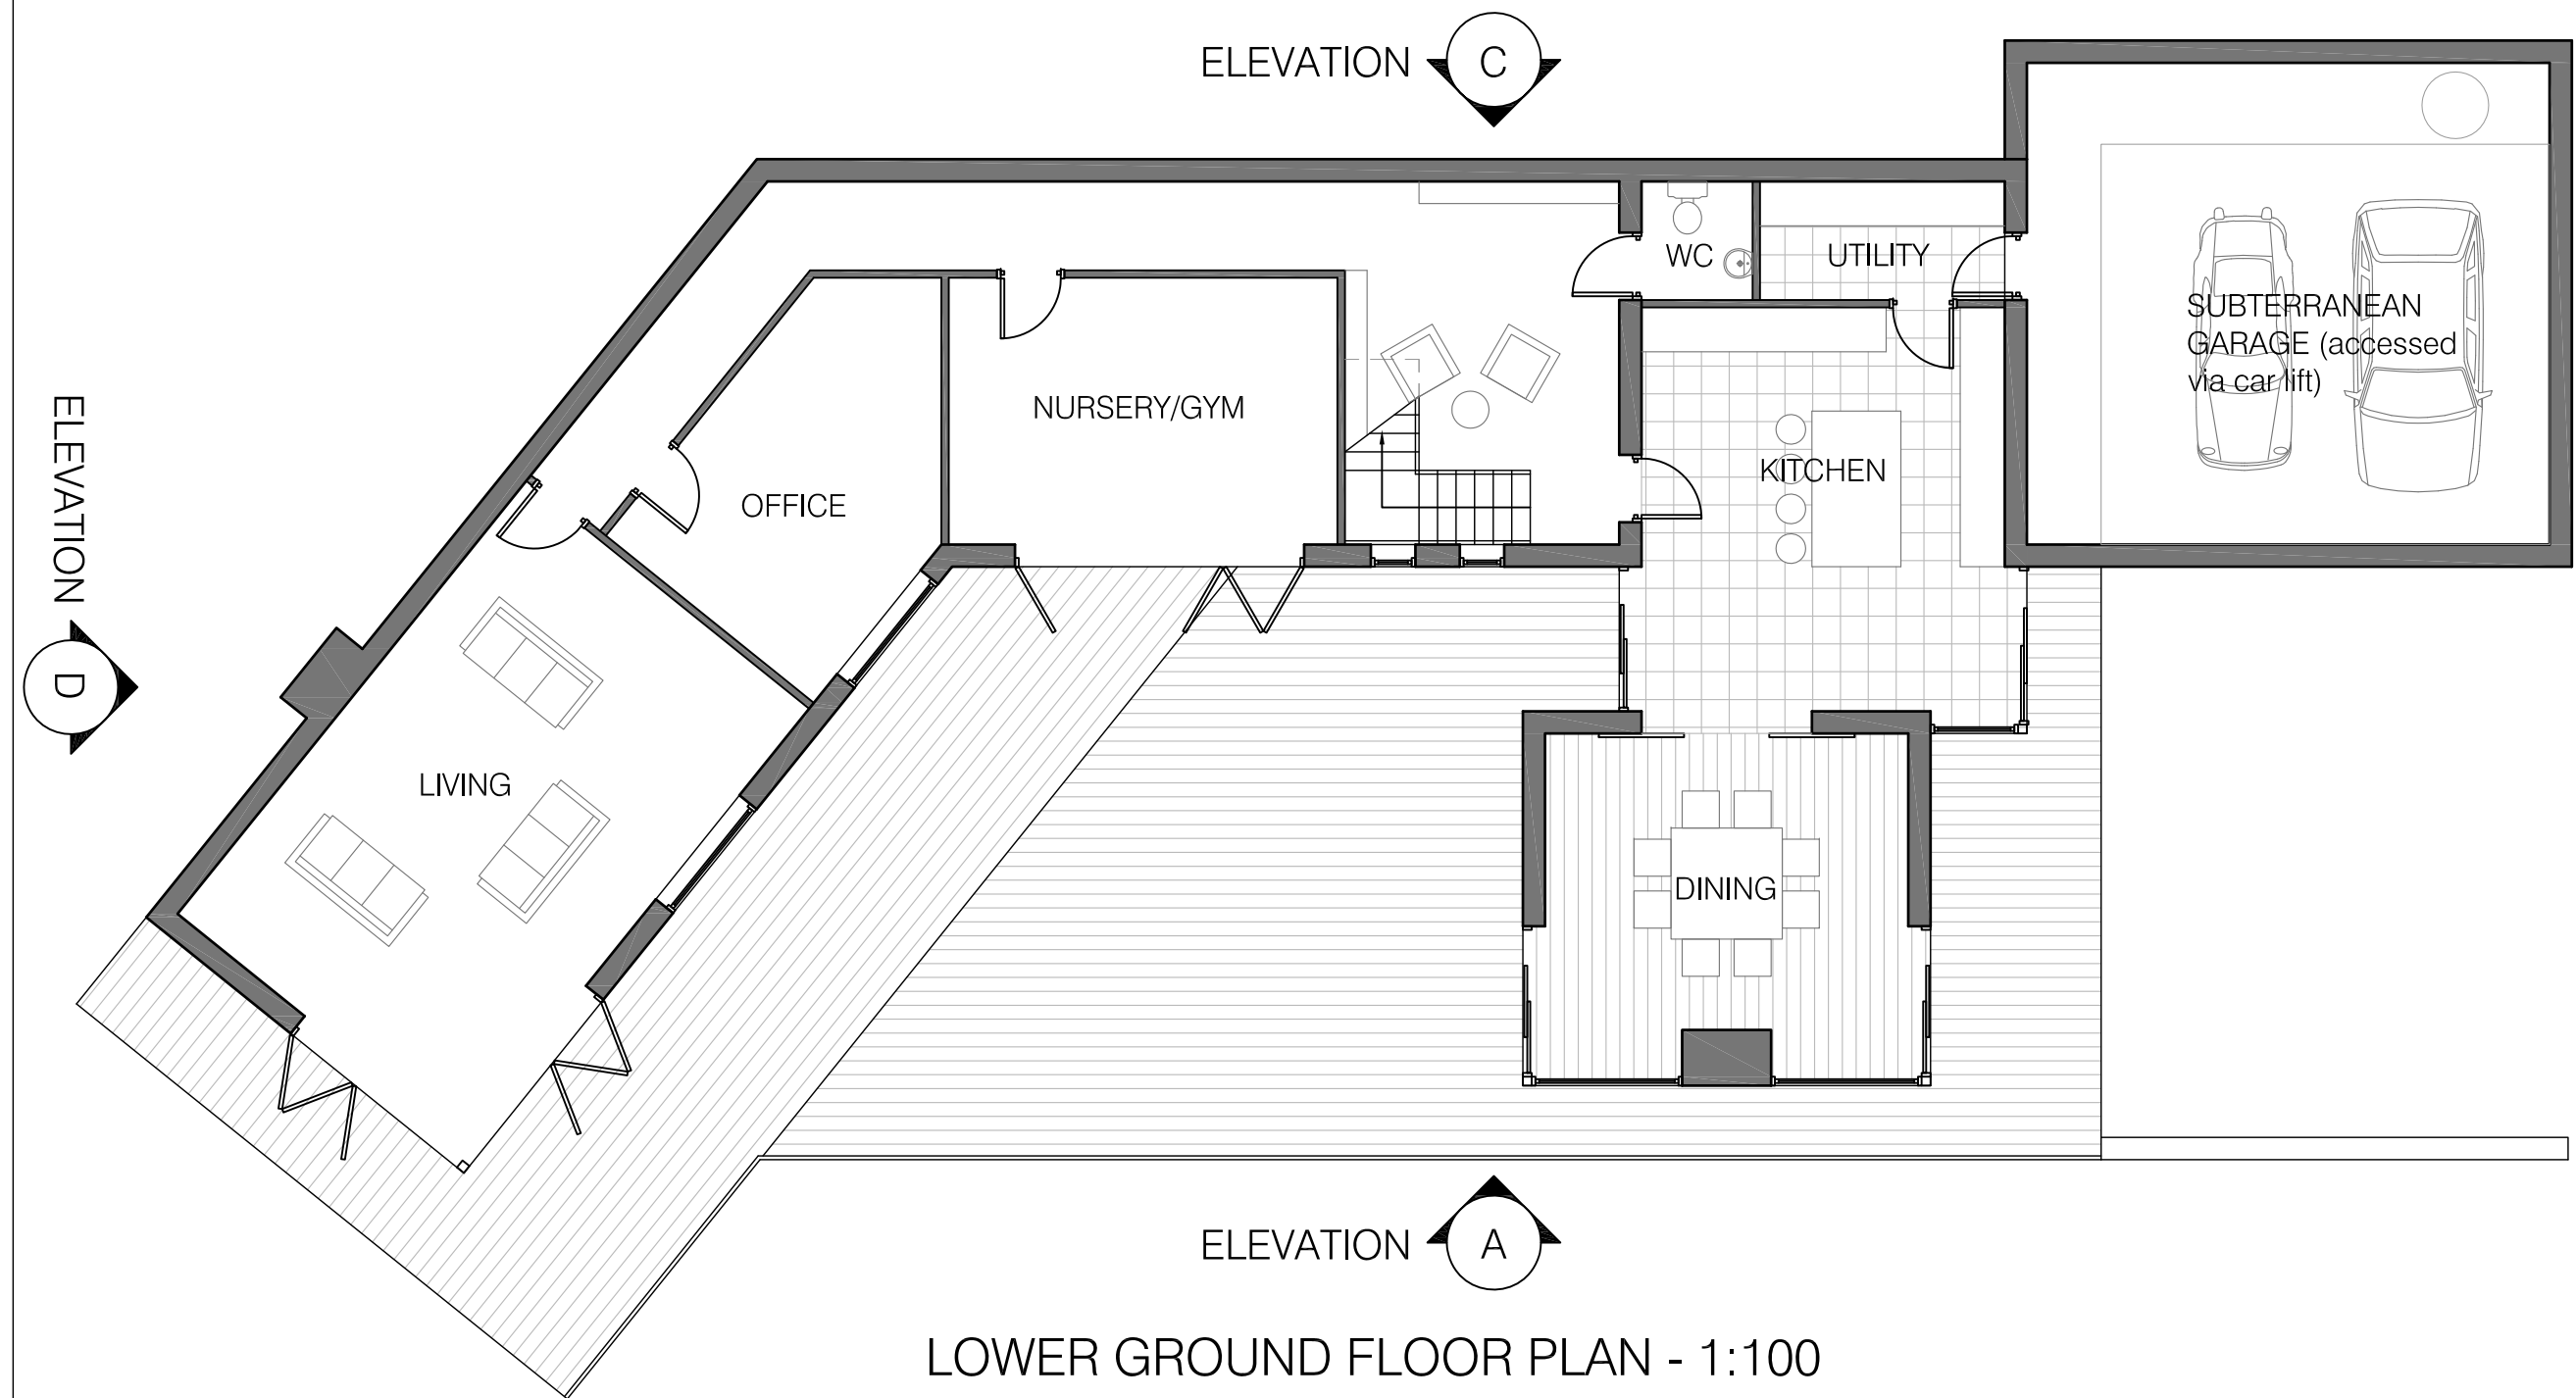 ELEVATION C
WC
UTILITY
SUBTERRANEAN
GARAGE (accessed
via car lift)
NURSERY/GYM
KITCHEN
OFFICE
ELEVATION D
LIVING
DINING
ELEVATION A
LOWER GROUND FLOOR PLAN - 1:100